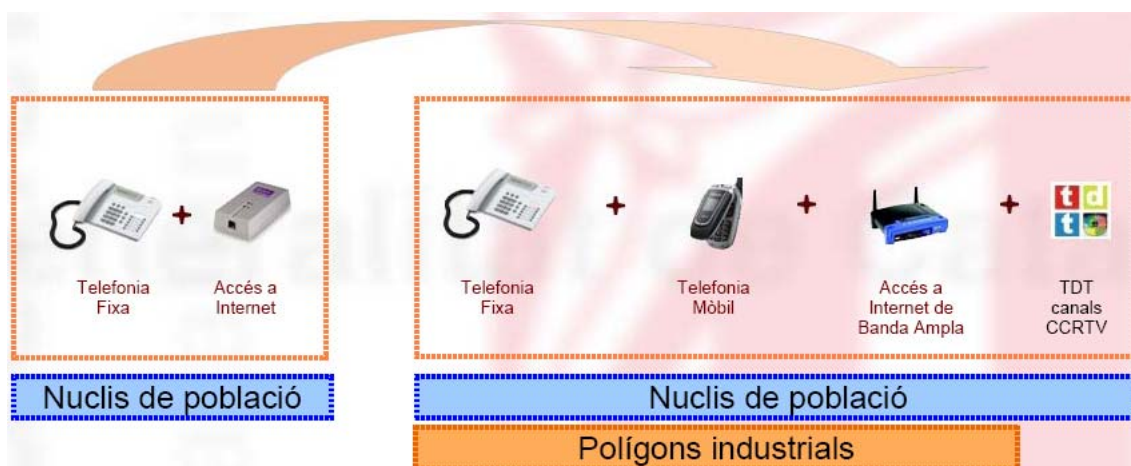 Telefonia
Fixa
Accés a
Internet
Telefonia
Fixa
Telefonia
Mòbil
Accés a
Internet de
Banda Ampla
tdt
TDT
canals
CCRTV
Nuclis de població
Nuclis de població
Polígons industrials